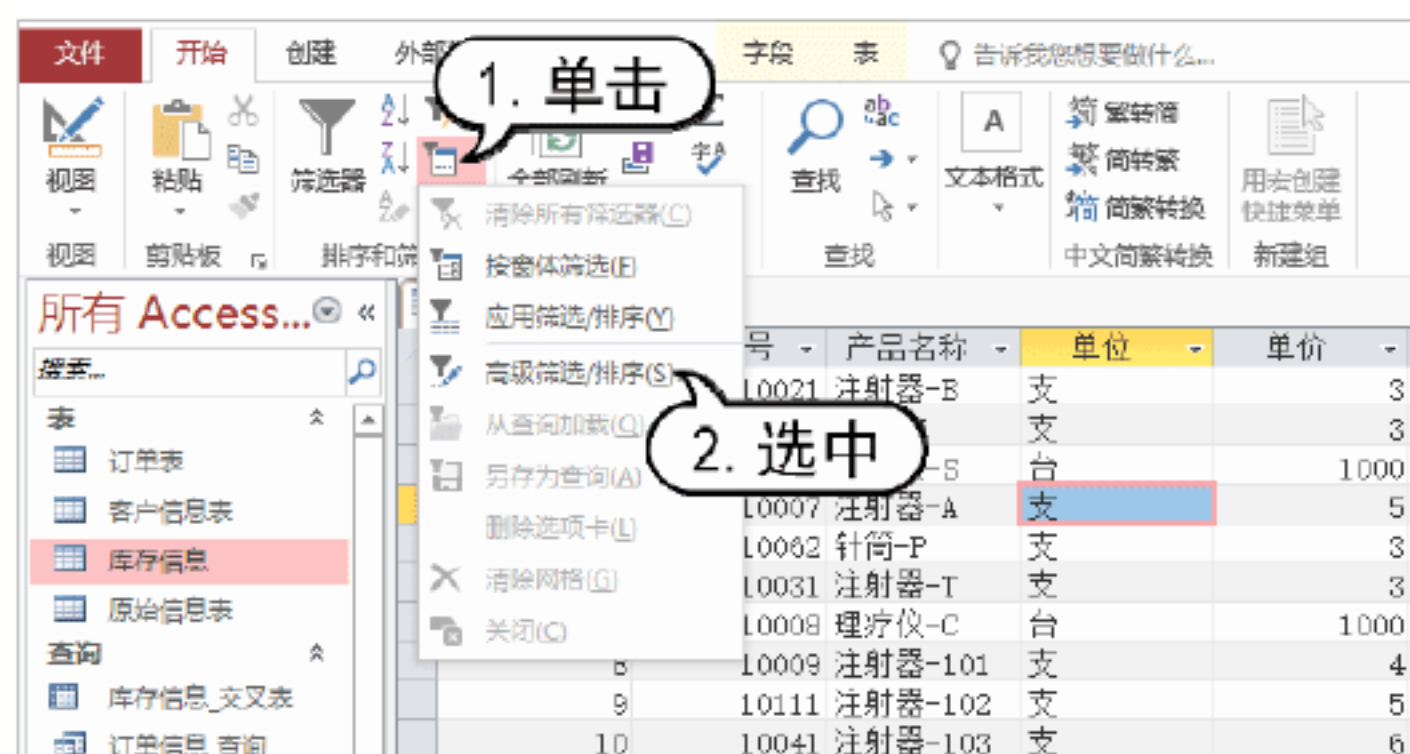 文件 开始 创建 外部 字段 表 告诉我您想要做什么...
1. 单击
视图 粘贴 筛选器 全部刷新 查找 文本格式 用宏创建 快捷菜单
繁转简
简转繁
简繁转换
视图 剪贴板 排序和筛 查找 中文简繁转换 新建组
清除所有筛选器(C)
按窗体筛选(F)
应用筛选/排序(Y)
高级筛选/排序(S)
从查询加载(Q)
另存为查询(A)
删除选项卡(L)
清除网格(G)
关闭(C)
2. 选中
所有 Access...
搜索...
表
订单表
客户信息表
库存信息
原始信息表
查询
库存信息_交叉表
订单信息 查询
号 产品名称 单位 单价
10021 注射器-B 支 3
支 3
-S 台 1000
10007 注射器-A 支 5
10062 针筒-P 支 3
10031 注射器-T 支 3
10008 理疗仪-C 台 1000
8 10009 注射器-101 支 4
9 10111 注射器-102 支 5
10 10041 注射器-103 支 6